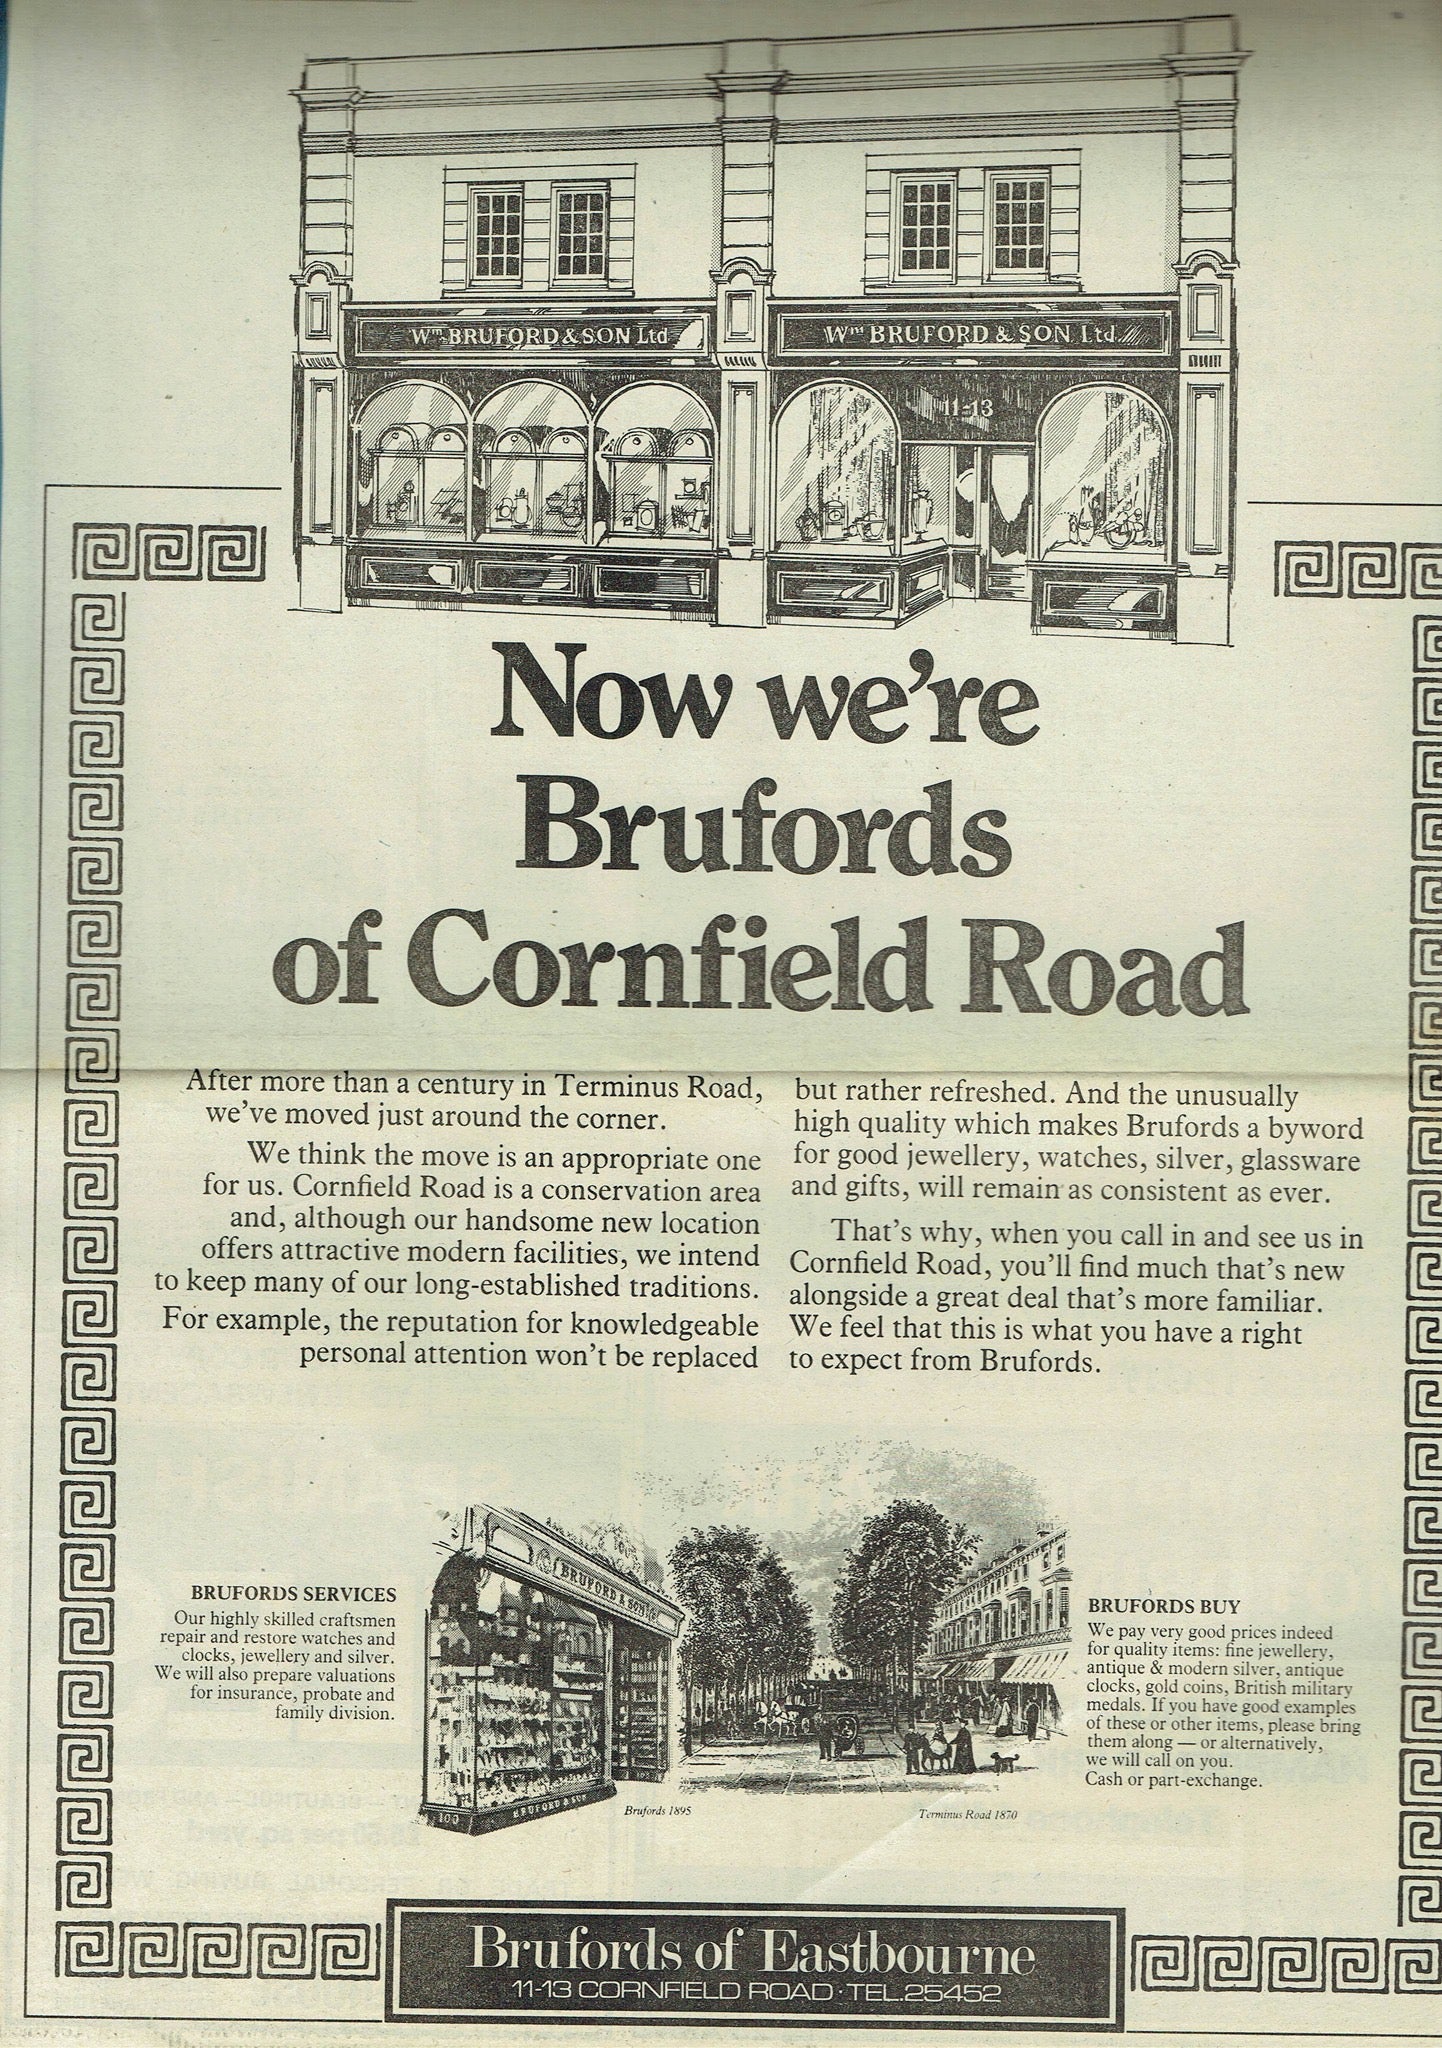 Wm BRUFORD & SON Ltd
Wm BRUFORD & SON Ltd.
11-13
Now we're
Brufords
of Cornfield Road
After more than a century in Terminus Road,
we've moved just around the corner.
We think the move is an appropriate one
for us. Cornfield Road is a conservation area
and, although our handsome new location
offers attractive modern facilities, we intend
to keep many of our long-established traditions.
For example, the reputation for knowledgeable
personal attention won't be replaced
but rather refreshed. And the unusually
high quality which makes Brufords a byword
for good jewellery, watches, silver, glassware
and gifts, will remain as consistent as ever.
That's why, when you call in and see us in
Cornfield Road, you'll find much that's new
alongside a great deal that's more familiar.
We feel that this is what you have a right
to expect from Brufords.
BRUFORDS SERVICES
Our highly skilled craftsmen
repair and restore watches and
clocks, jewellery and silver.
We will also prepare valuations
for insurance, probate and
family division.
BRUFORD & SON
100
BRUFORD & SON
Brufords 1895
Terminus Road 1870
BRUFORDS BUY
We pay very good prices indeed
for quality items: fine jewellery,
antique & modern silver, antique
clocks, gold coins, British military
medals. If you have good examples
of these or other items, please bring
them along — or alternatively,
we will call on you.
Cash or part-exchange.
Brufords of Eastbourne
11-13 CORNFIELD ROAD · TEL.25452